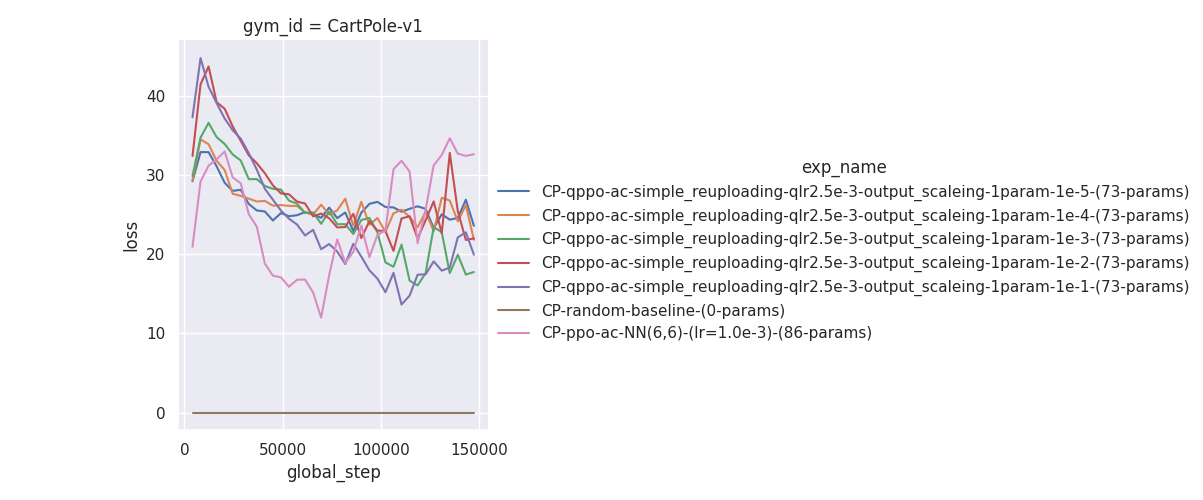 gym_id = CartPole-v1
40
30
20
10
0
loss
0
50000
100000
150000
global_step
exp_name
CP-qppo-ac-simple_reuploading-qlr2.5e-3-output_scaleing-1param-1e-5-(73-params)
CP-qppo-ac-simple_reuploading-qlr2.5e-3-output_scaleing-1param-1e-4-(73-params)
CP-qppo-ac-simple_reuploading-qlr2.5e-3-output_scaleing-1param-1e-3-(73-params)
CP-qppo-ac-simple_reuploading-qlr2.5e-3-output_scaleing-1param-1e-2-(73-params)
CP-qppo-ac-simple_reuploading-qlr2.5e-3-output_scaleing-1param-1e-1-(73-params)
CP-random-baseline-(0-params)
CP-ppo-ac-NN(6,6)-(lr=1.0e-3)-(86-params)